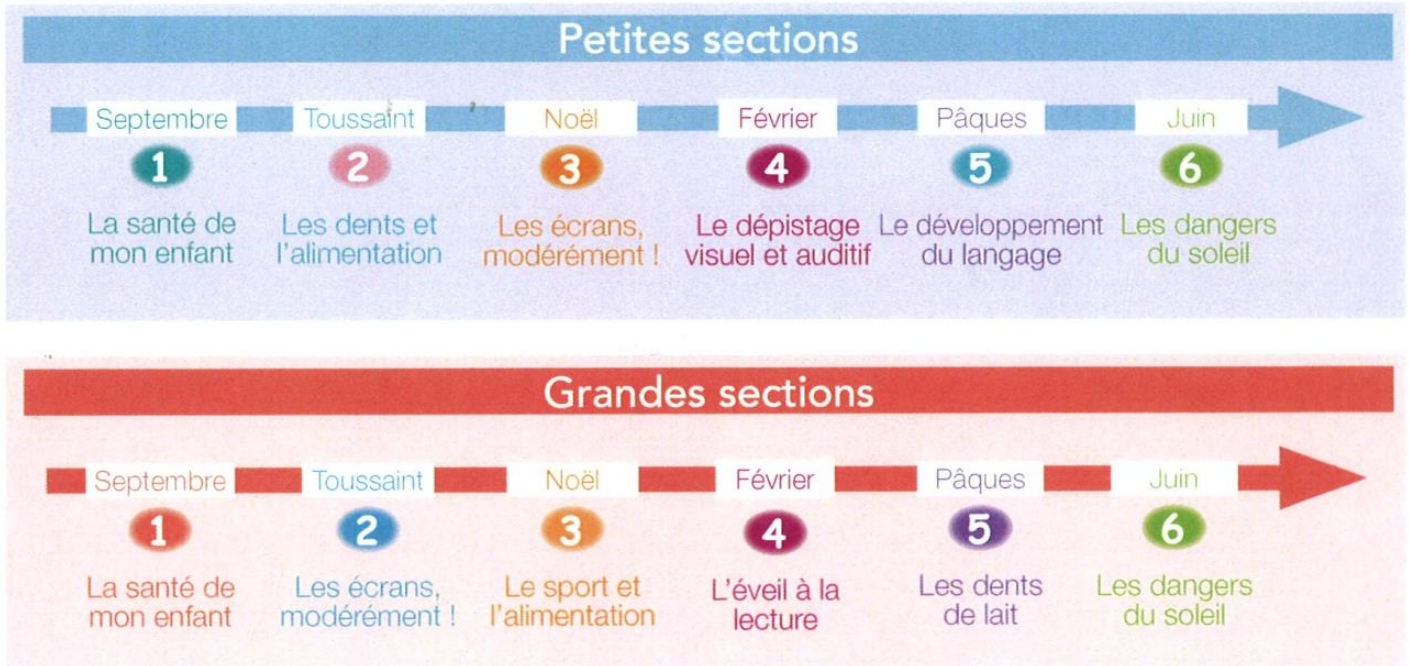 Petites sections
Septembre Toussaint Noël Février Pâques Juin
1 2 3 4 5 6
La santé de Les dents et Les écrans, Le dépistage Le développement Les dangers
mon enfant l'alimentation modérément ! visuel et auditif du langage du soleil
Grandes sections
Septembre Toussaint Noël Février Pâques Juin
1 2 3 4 5 6
La santé de Les écrans, Le sport et L'éveil à la Les dents Les dangers
mon enfant modérément ! l'alimentation lecture de lait du soleil